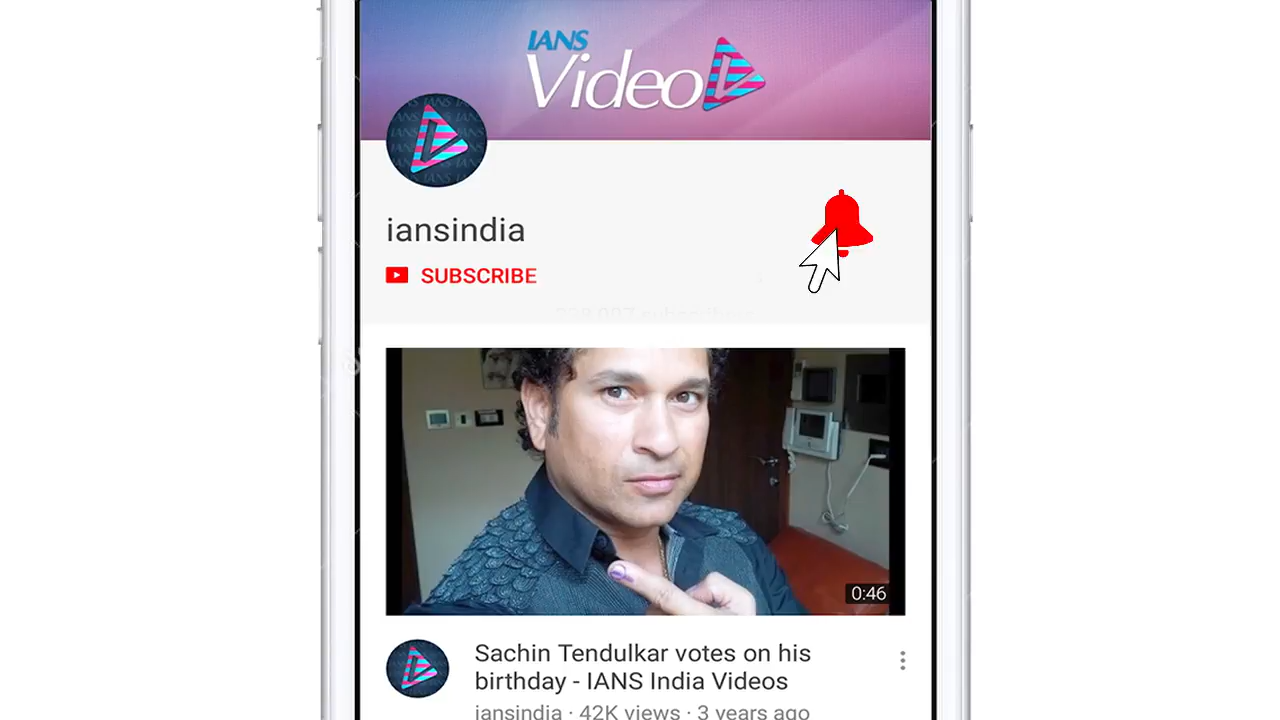 IANS
Video
iansindia
SUBSCRIBE
0:46
Sachin Tendulkar votes on his
birthday - IANS India Videos
iansindia · 42K views · 3 years ago